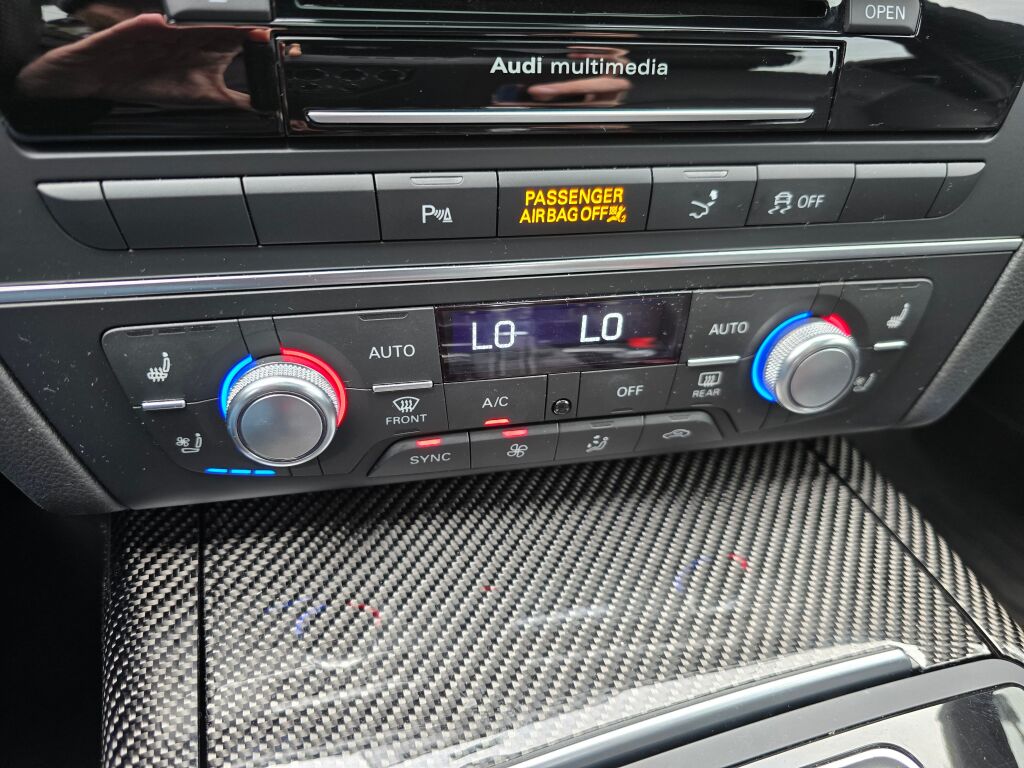 OPEN
Audi multimedia
P
PASSENGER
AIRBAG OFF
OFF
AUTO
LO
LO
AUTO
FRONT
A/C
OFF
REAR
SYNC